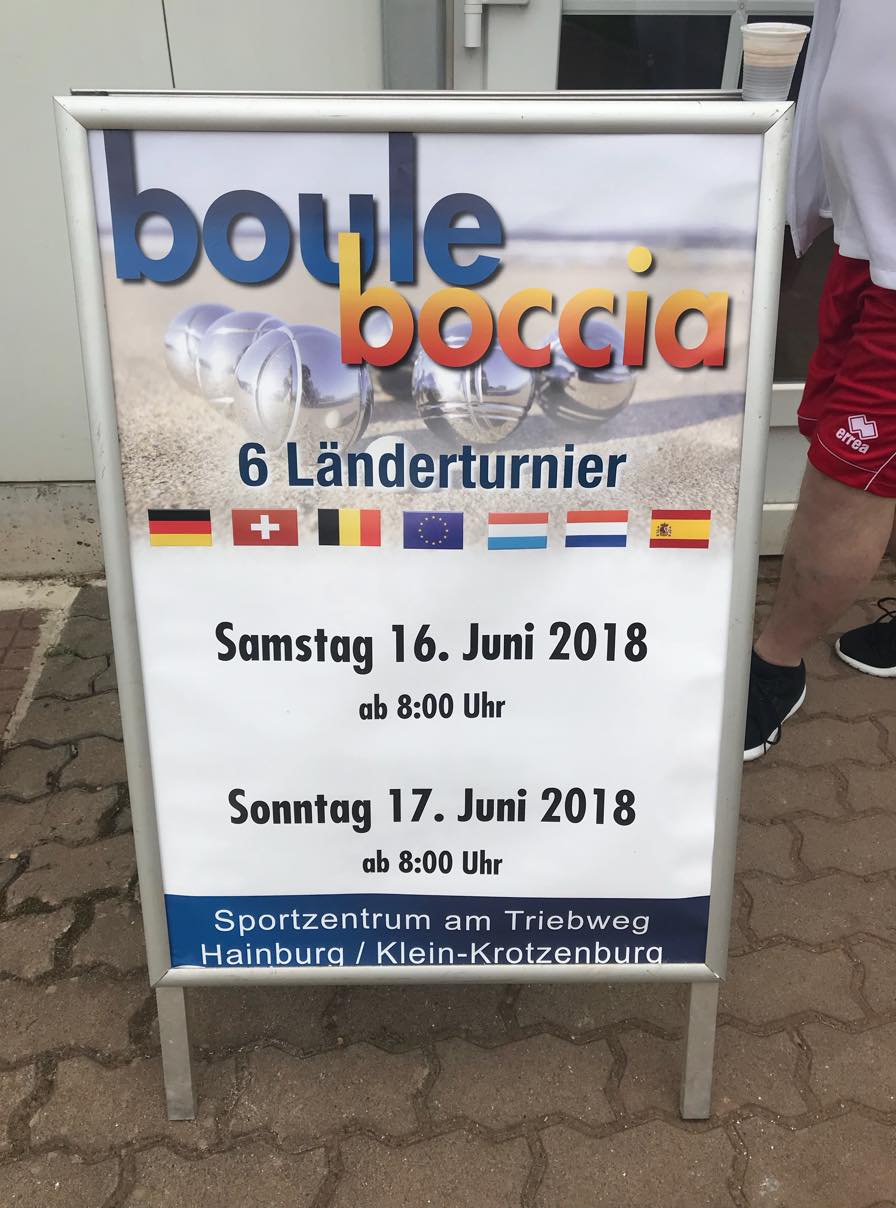 boule
boccia
6 Länderturnier
Samstag 16. Juni 2018
ab 8:00 Uhr
Sonntag 17. Juni 2018
ab 8:00 Uhr
Sportzentrum am Triebweg
Hainburg / Klein-Krotzenburg
errea